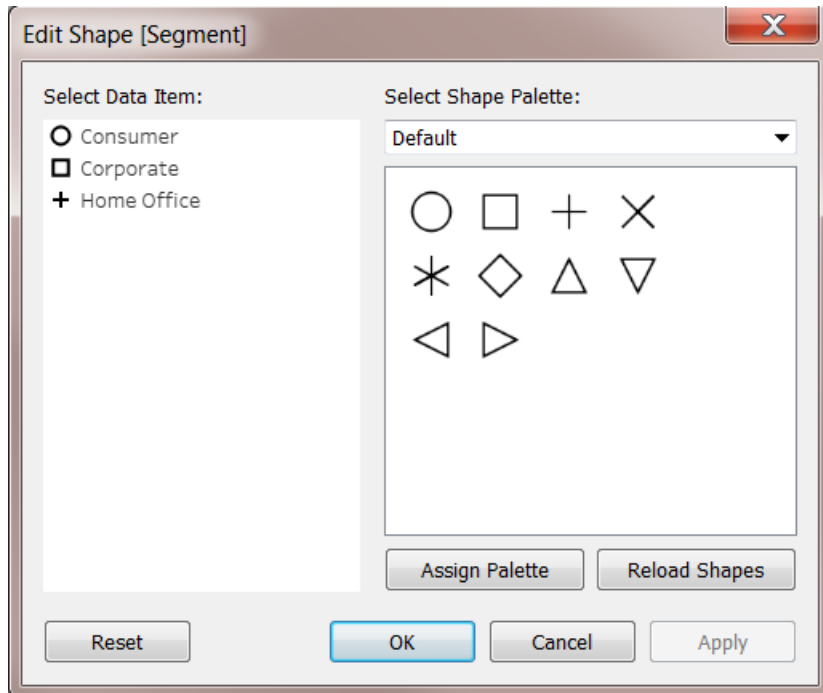 Edit Shape [Segment]
Select Data Item:
Consumer
Corporate
Home Office
Select Shape Palette:
Default
Assign Palette
Reload Shapes
Reset
OK
Cancel
Apply